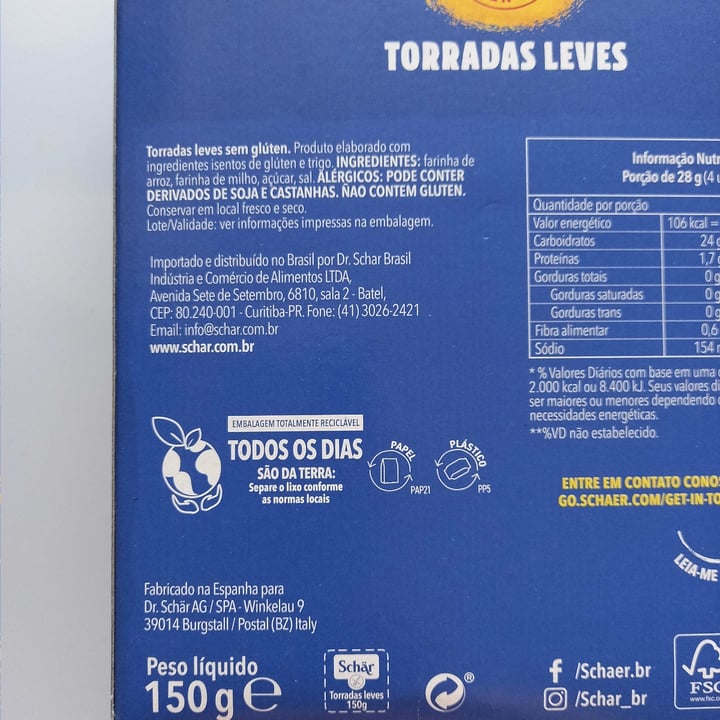 TORRADAS LEVES
Torradas leves sem glúten. Produto elaborado com
ingredientes isentos de glúten e trigo. INGREDIENTES: farinha de
arroz, farinha de milho, açúcar, sal. ALÉRGICOS: PODE CONTER
DERIVADOS DE SOJA E CASTANHAS. NÃO CONTEM GLUTEN.
Conservar em local fresco e seco.
Lote/Validade: ver informações impressas na embalagem.
Importado e distribuído no Brasil por Dr. Schar Brasil
Indústria e Comércio de Alimentos LTDA,
Avenida Sete de Setembro, 6810, sala 2 - Batel,
CEP: 80.240-001 - Curitiba-PR. Fone: (41) 3026-2421
Email: info@schar.com.br
www.schar.com.br
Informação Nutr
Porção de 28 g (4 u
Quantidade por porção
Valor energético 106 kcal =
Carboidratos 24 g
Proteínas 1,7 g
Gorduras totais 0 g
Gorduras saturadas 0 g
Gorduras trans 0 g
Fibra alimentar 0,6
Sódio 154 m
* % Valores Diários com base em uma d
2.000 kcal ou 8.400 kJ. Seus valores di
ser maiores ou menores dependendo d
necessidades energéticas.
**%VD não estabelecido.
EMBALAGEM TOTALMENTE RECICLÁVEL
TODOS OS DIAS
SÃO DA TERRA:
Separe o lixo conforme
as normas locais
PAPEL
PAP21
PLÁSTICO
PP5
ENTRE EM CONTATO CONOS
GO.SCHAER.COM/GET-IN-TO
LEIA-ME
Fabricado na Espanha para
Dr. Schär AG / SPA - Winkelau 9
39014 Burgstall / Postal (BZ) Italy
Peso líquido
150 g e
Schär
Torradas leves
150g
®
/Schaer.br
/Schar_br
FSC
www.fsc.o